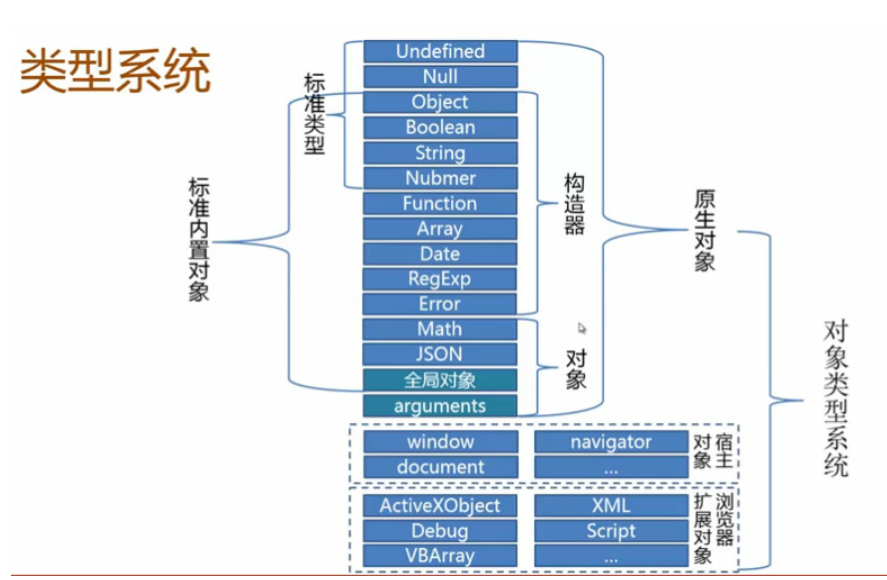 类型系统
标准类型
标准内置对象
Undefined
Null
Object
Boolean
String
Nubmer
Function
Array
Date
RegExp
Error
Math
JSON
全局对象
arguments
构造器
对象
原生对象
对象类型系统
window
navigator
document
...
宿主对象
ActiveXObject
XML
Debug
Script
VBArray
...
浏览器扩展对象